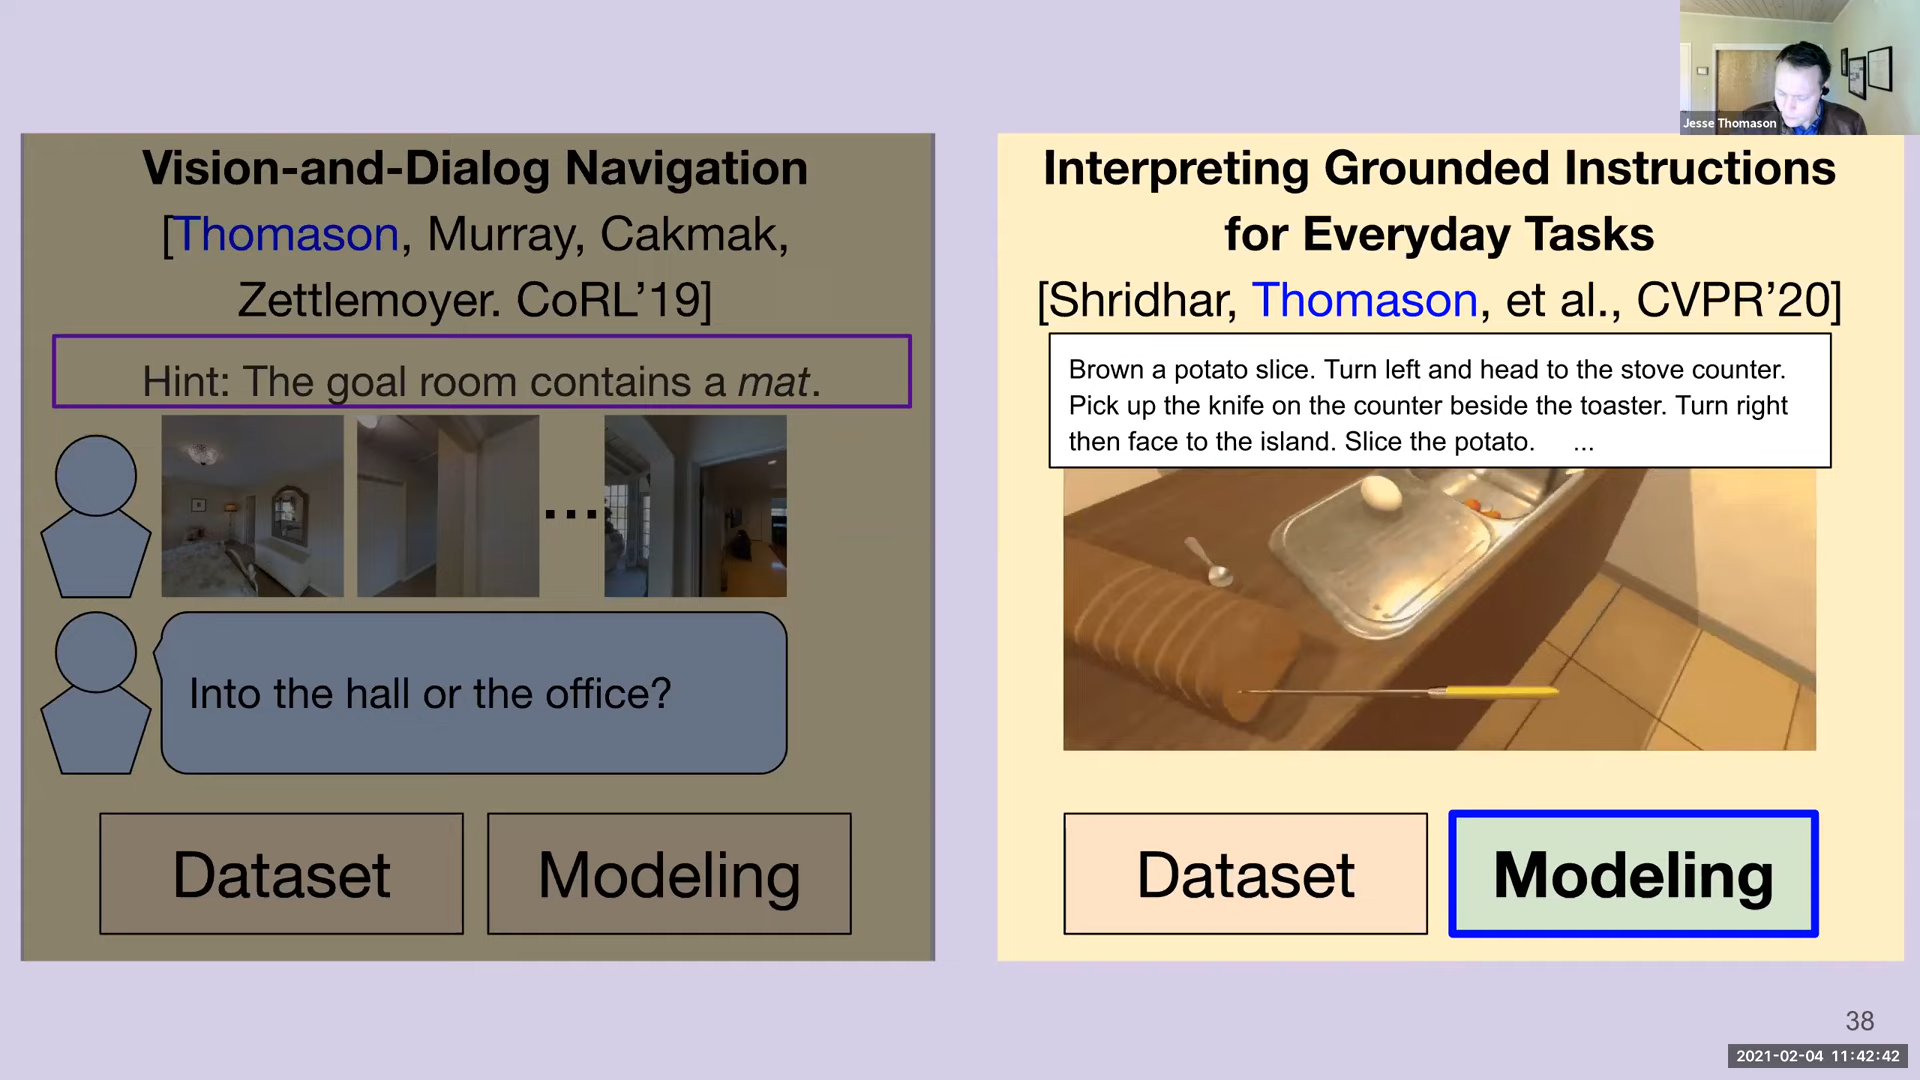 Jesse Thomason
Vision-and-Dialog Navigation
[Thomason, Murray, Cakmak,
Zettlemoyer. CoRL’19]
Hint: The goal room contains a mat.
...
Into the hall or the office?
Dataset
Modeling
Interpreting Grounded Instructions
for Everyday Tasks
[Shridhar, Thomason, et al., CVPR’20]
Brown a potato slice. Turn left and head to the stove counter.
Pick up the knife on the counter beside the toaster. Turn right
then face to the island. Slice the potato. ...
Dataset
Modeling
38
2021-02-04 11:42:42